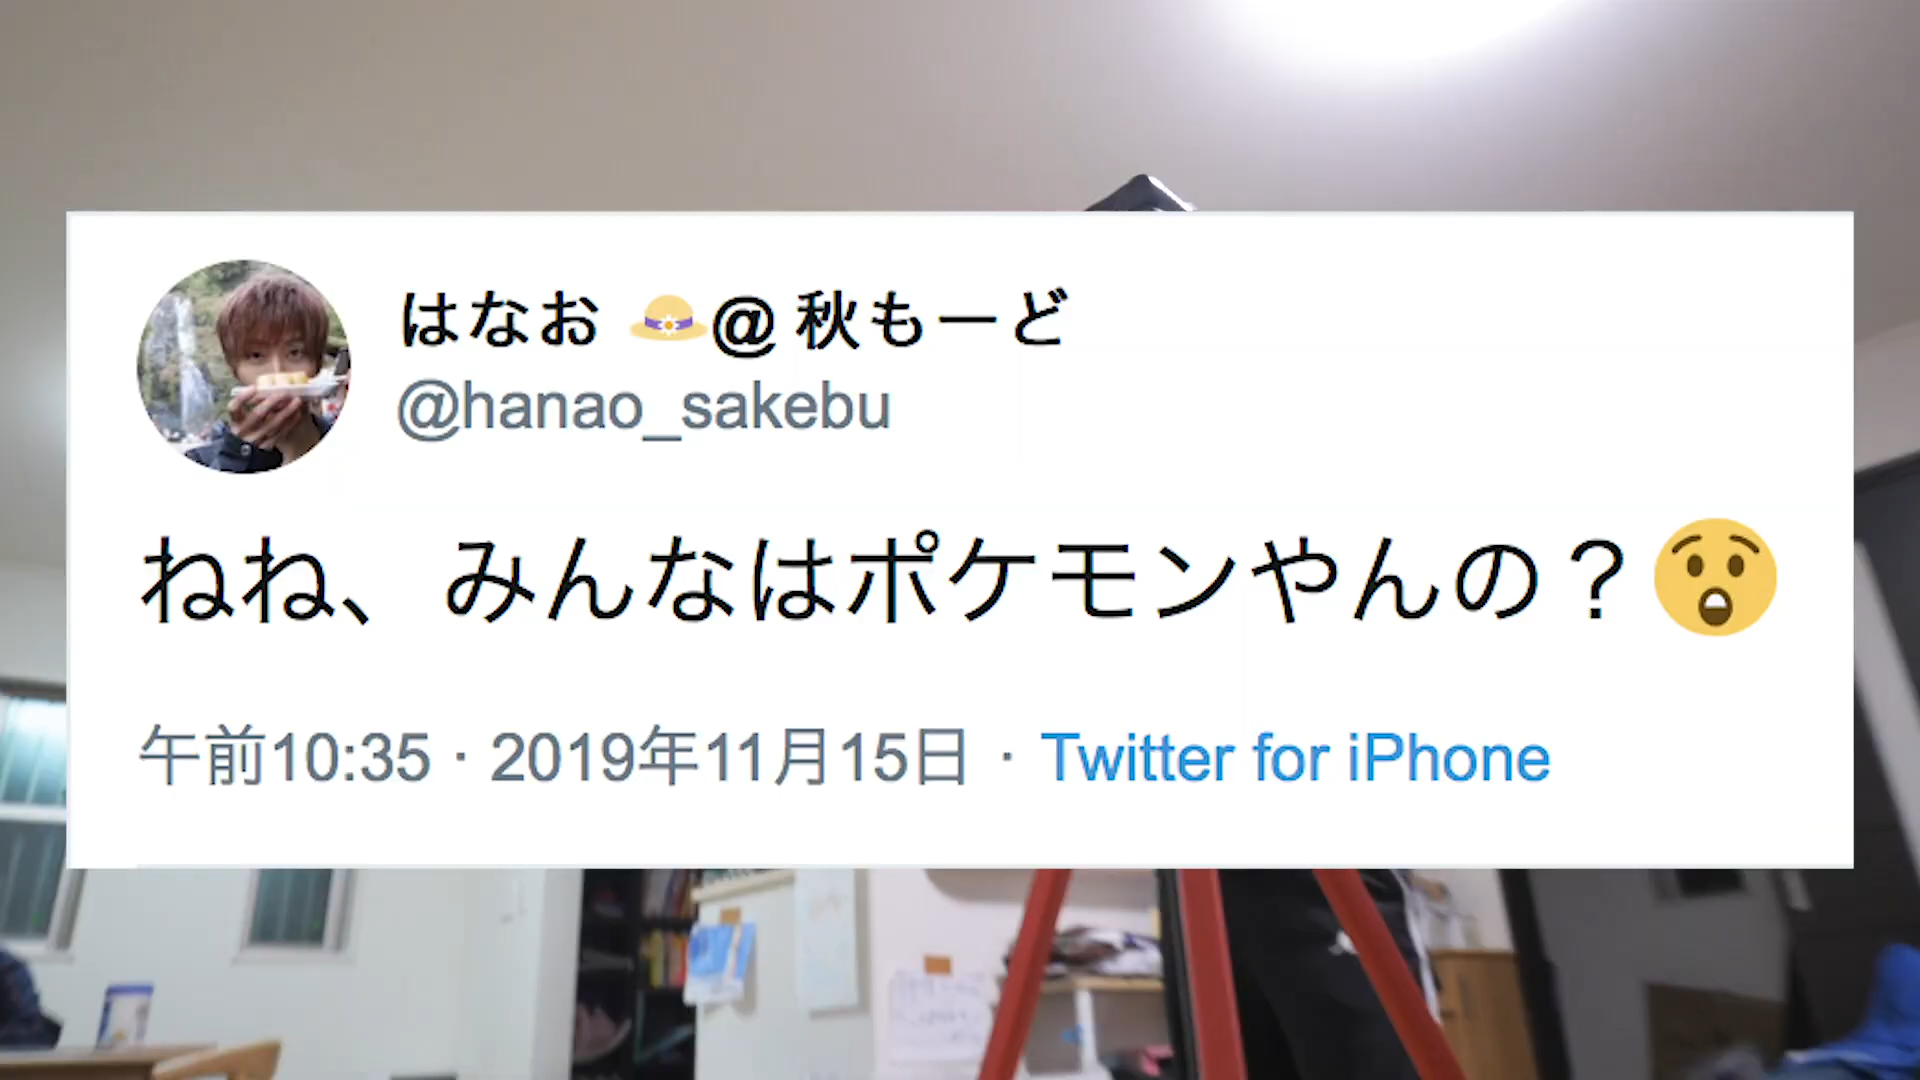 はなお 👒@ 秋もーど
@hanao_sakebu
ねね、みんなはポケモンやんの？😲
午前10:35 · 2019年11月15日 · Twitter for iPhone